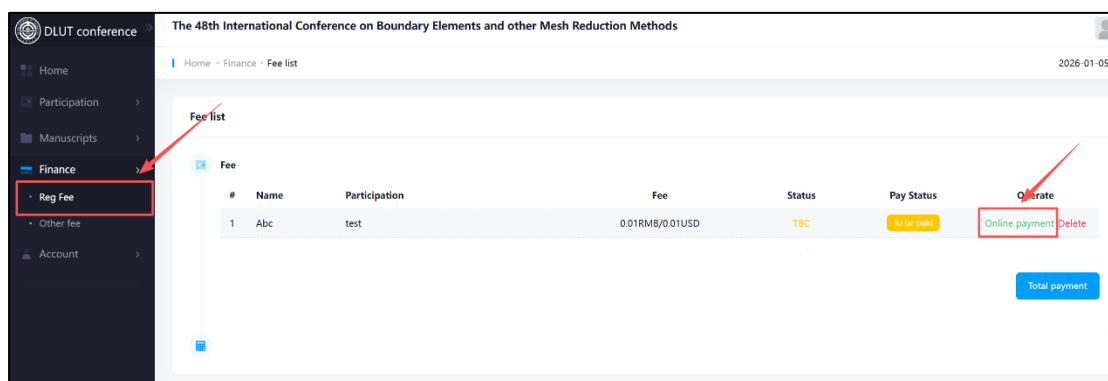 DLUT conference
Home
Participation
Manuscripts
Finance
Reg Fee
Other fee
Account
The 48th International Conference on Boundary Elements and other Mesh Reduction Methods
Home - Finance - Fee list
2026-01-05
Fee list
Fee
# Name Participation Fee Status Pay Status Operate
1 Abc test 0.01RMB/0.01USD TBC To be paid Online payment Delete
Total payment